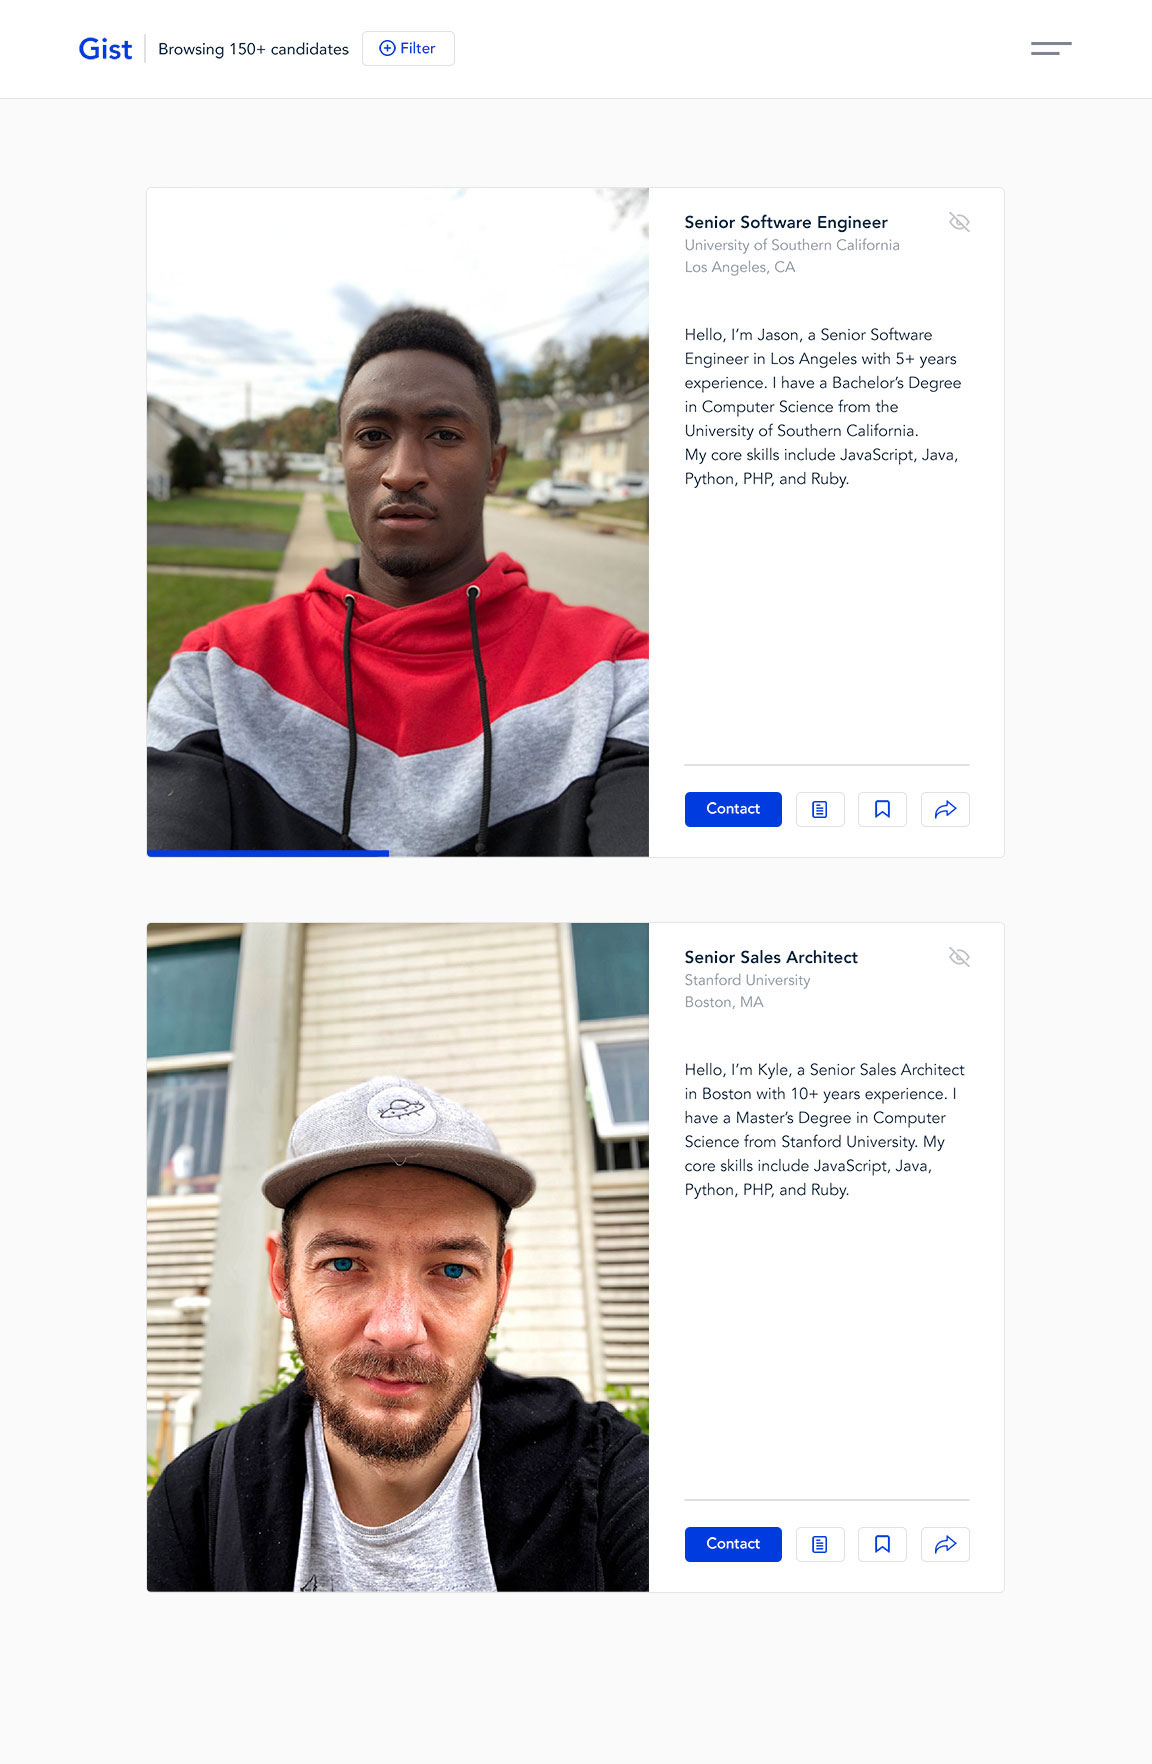 Gist
Browsing 150+ candidates
Filter
Senior Software Engineer
University of Southern California
Los Angeles, CA
Hello, I’m Jason, a Senior Software
Engineer in Los Angeles with 5+ years
experience. I have a Bachelor’s Degree
in Computer Science from the
University of Southern California.
My core skills include JavaScript, Java,
Python, PHP, and Ruby.
Contact
Senior Sales Architect
Stanford University
Boston, MA
Hello, I’m Kyle, a Senior Sales Architect
in Boston with 10+ years experience. I
have a Master’s Degree in Computer
Science from Stanford University. My
core skills include JavaScript, Java,
Python, PHP, and Ruby.
Contact